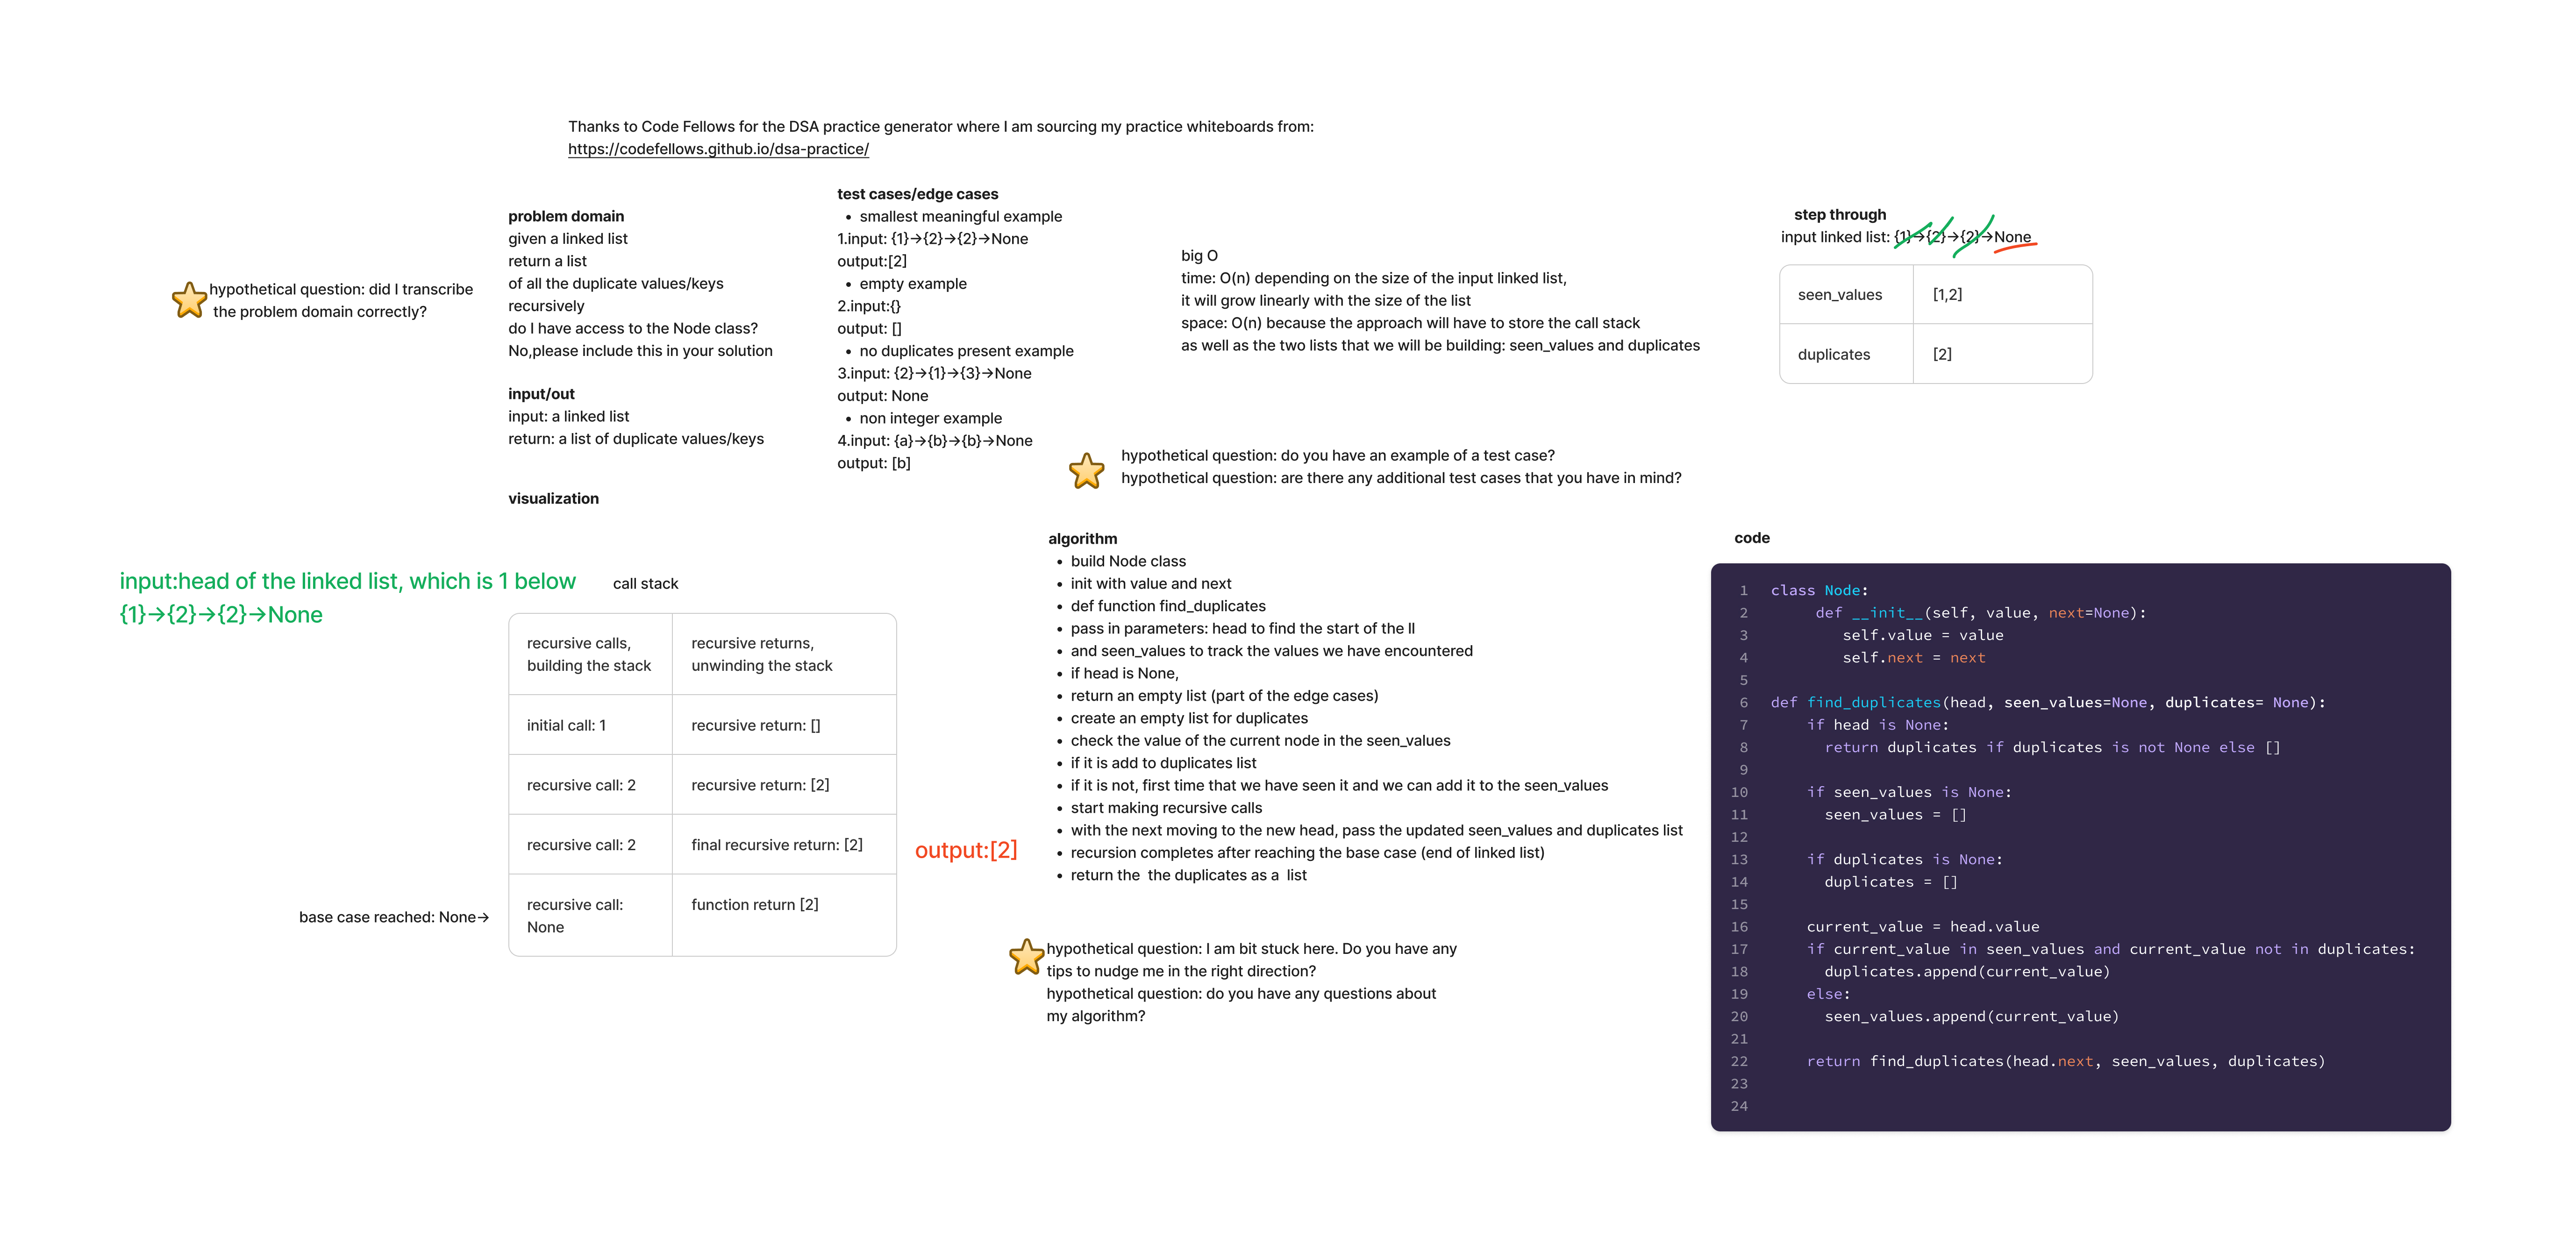 Thanks to Code Fellows for the DSA practice generator where I am sourcing my practice whiteboards from:
https://codefellows.github.io/dsa-practice/
hypothetical question: did I transcribe
the problem domain correctly?
problem domain
given a linked list
return a list
of all the duplicate values/keys
recursively
do I have access to the Node class?
No,please include this in your solution
input/out
input: a linked list
return: a list of duplicate values/keys
test cases/edge cases
• smallest meaningful example
1.input: {1}→{2}→{2}→None
output:[2]
• empty example
2.input:{}
output: []
• no duplicates present example
3.input: {2}→{1}→{3}→None
output: None
• non integer example
4.input: {a}→{b}→{b}→None
output: [b]
big O
time: O(n) depending on the size of the input linked list,
it will grow linearly with the size of the list
space: O(n) because the approach will have to store the call stack
as well as the two lists that we will be building: seen_values and duplicates
hypothetical question: do you have an example of a test case?
hypothetical question: are there any additional test cases that you have in mind?
step through
input linked list: {1}→{2}→{2}→None
seen_values [1,2]
duplicates [2]
visualization
input:head of the linked list, which is 1 below
{1}→{2}→{2}→None
call stack
recursive calls, building the stack
recursive returns, unwinding the stack
initial call: 1
recursive return: []
recursive call: 2
recursive return: [2]
recursive call: 2
final recursive return: [2]
recursive call: None
function return [2]
base case reached: None→
output:[2]
algorithm
• build Node class
• init with value and next
• def function find_duplicates
• pass in parameters: head to find the start of the ll
• and seen_values to track the values we have encountered
• if head is None,
• return an empty list (part of the edge cases)
• create an empty list for duplicates
• check the value of the current node in the seen_values
• if it is add to duplicates list
• if it is not, first time that we have seen it and we can add it to the seen_values
• start making recursive calls
• with the next moving to the new head, pass the updated seen_values and duplicates list
• recursion completes after reaching the base case (end of linked list)
• return the  the duplicates as a  list
hypothetical question: I am bit stuck here. Do you have any
tips to nudge me in the right direction?
hypothetical question: do you have any questions about
my algorithm?
code
1 class Node:
2     def __init__(self, value, next=None):
3         self.value = value
4         self.next = next
5
6 def find_duplicates(head, seen_values=None, duplicates= None):
7     if head is None:
8       return duplicates if duplicates is not None else []
9
10     if seen_values is None:
11       seen_values = []
12
13     if duplicates is None:
14       duplicates = []
15
16     current_value = head.value
17     if current_value in seen_values and current_value not in duplicates:
18       duplicates.append(current_value)
19     else:
20       seen_values.append(current_value)
21
22     return find_duplicates(head.next, seen_values, duplicates)
23
24